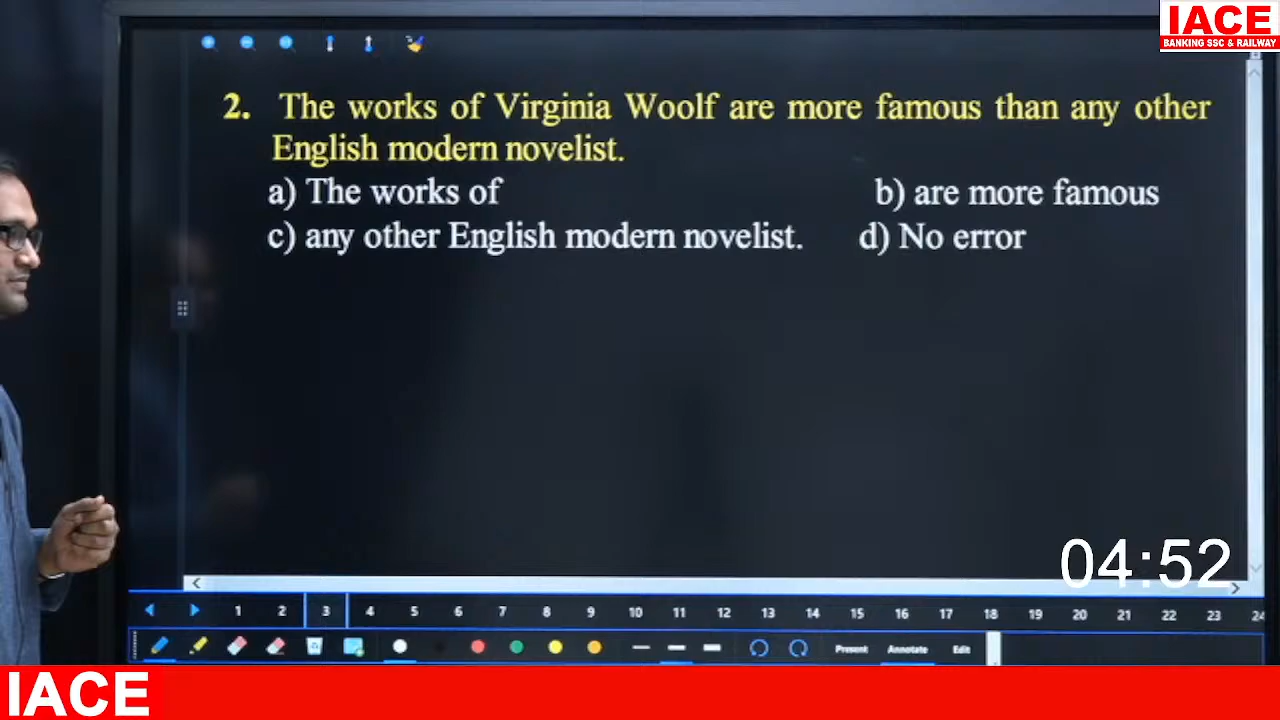 IACE
BANKING SSC & RAILWAY
2. The works of Virginia Woolf are more famous than any other
English modern novelist.
a) The works of b) are more famous
c) any other English modern novelist. d) No error
04:52
1 2 3 4 5 6 7 8 9 10 11 12 13 14 15 16 17 18 19 20 21 22 23 24
Present Annotate Edit
IACE